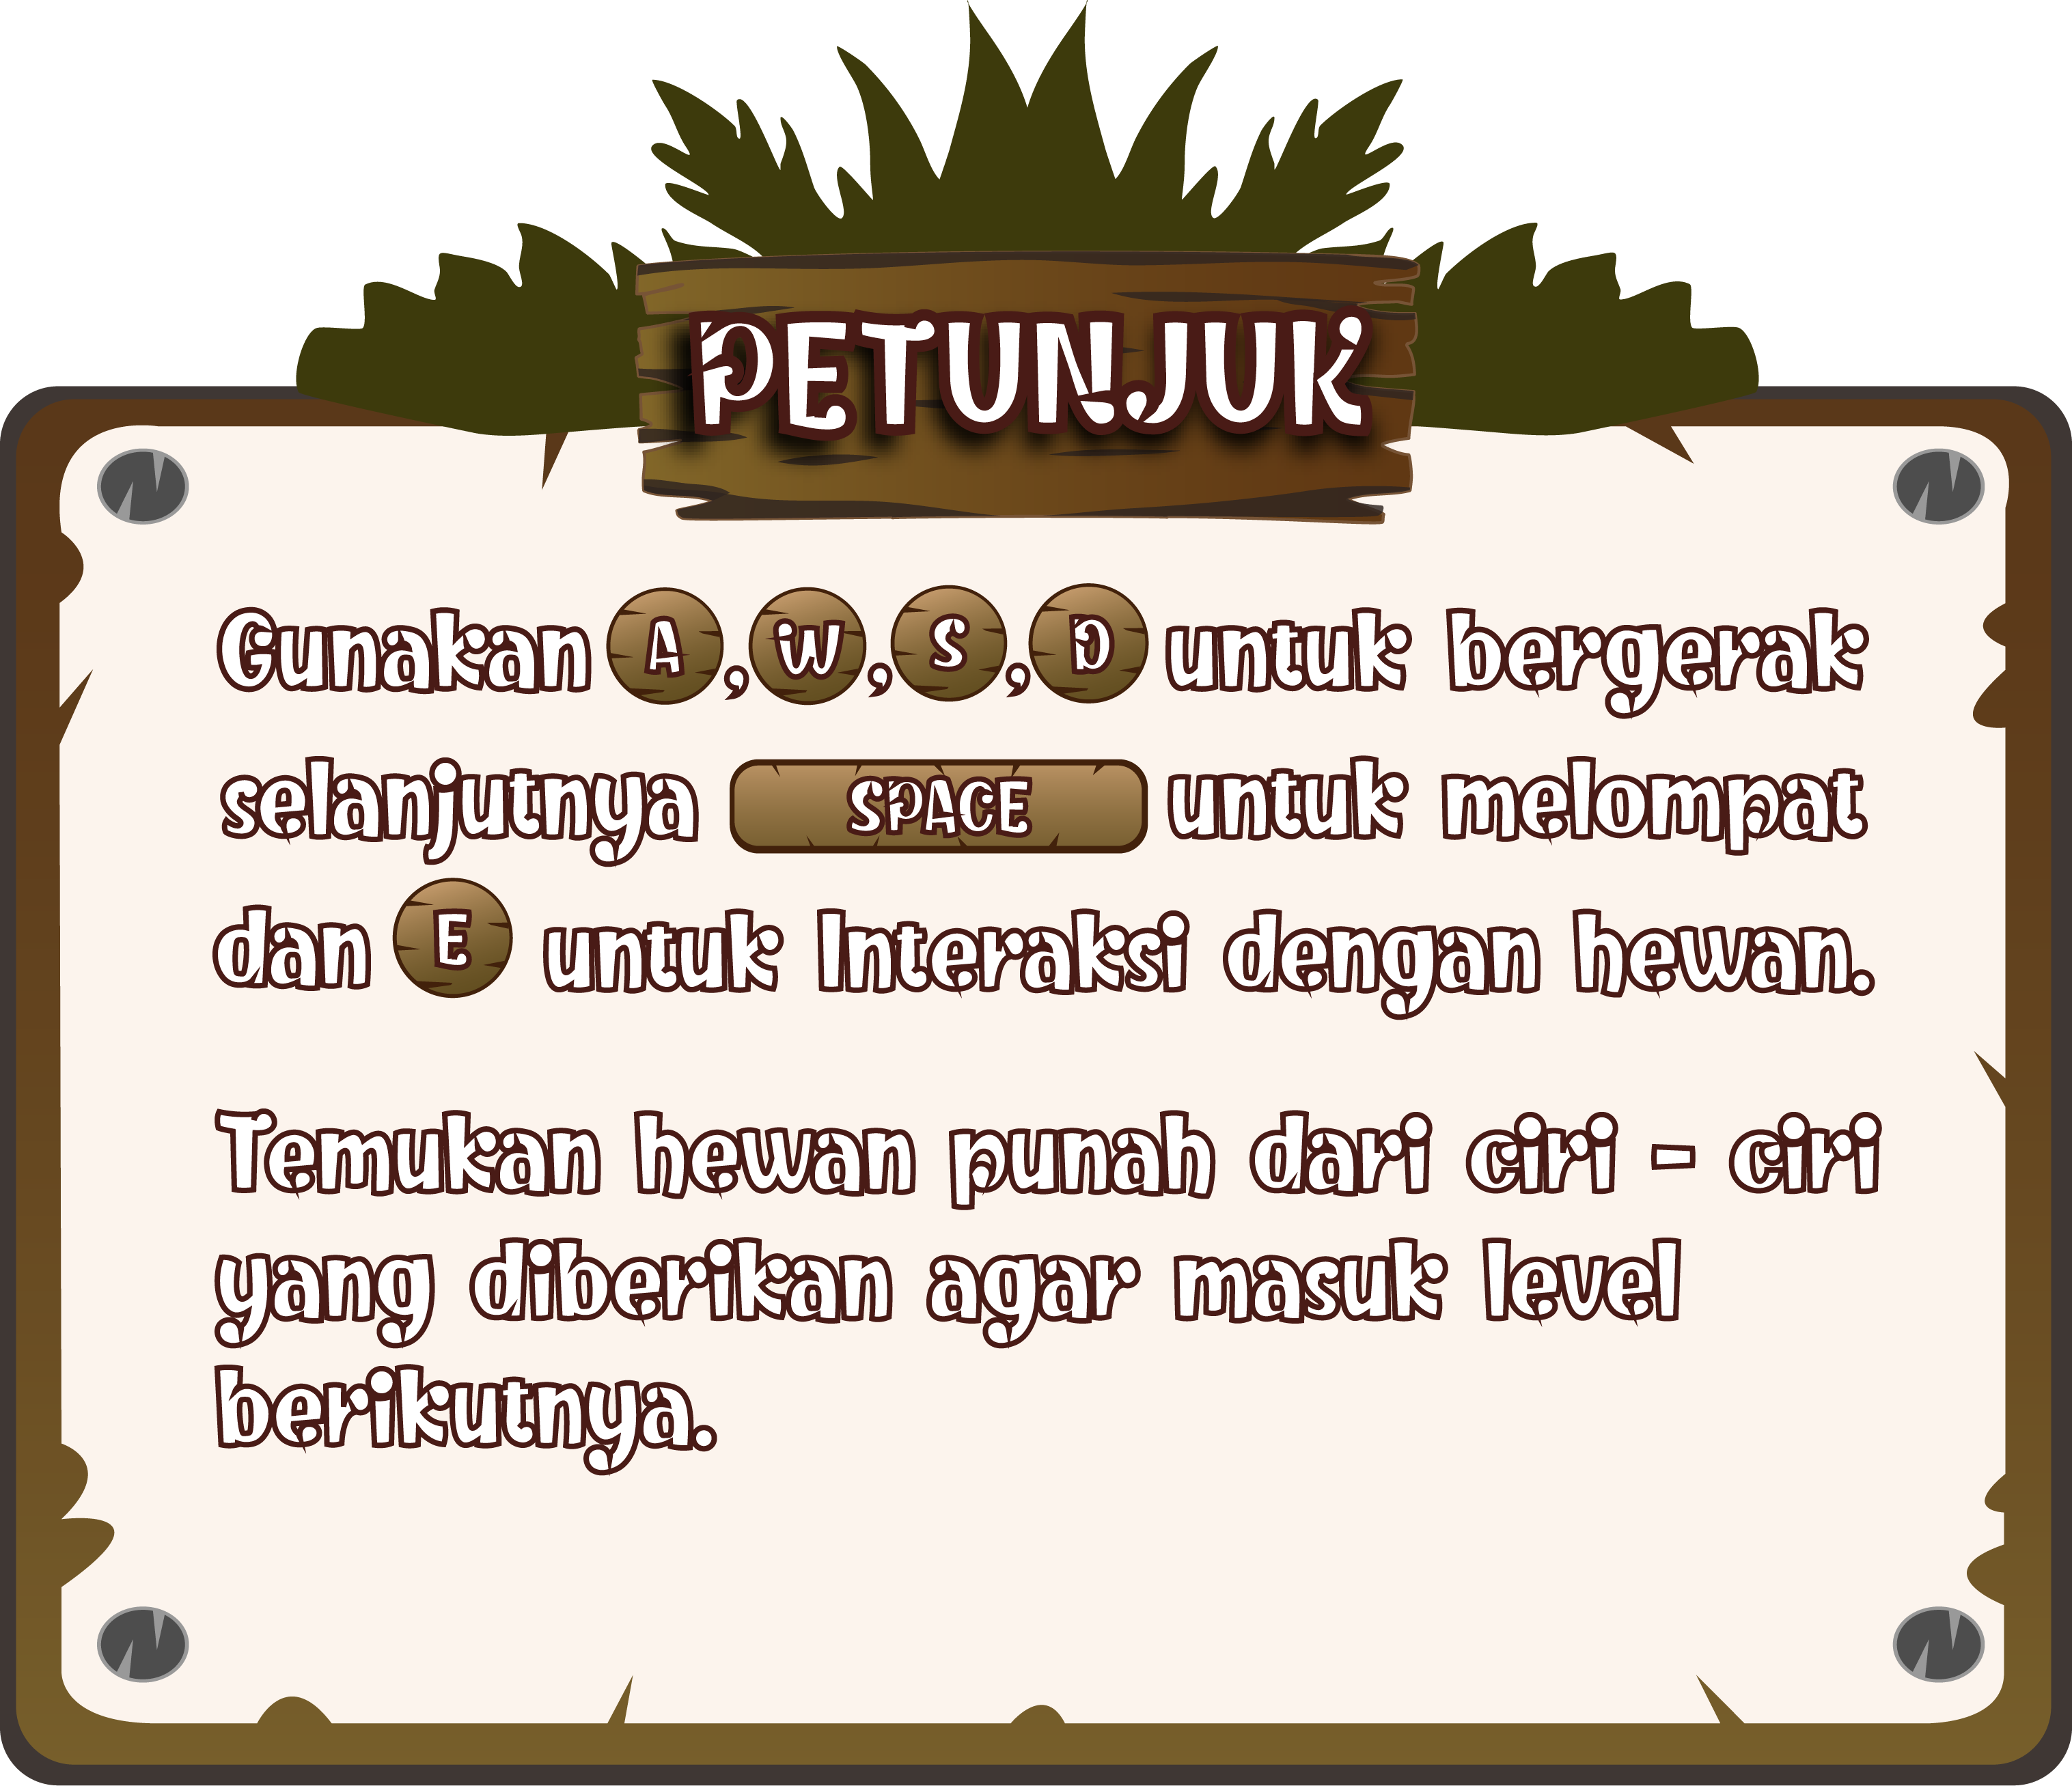 PETUNJUK
Gunakan A, W, S, D untuk bergerak
selanjutnya SPACE untuk melompat
dan E untuk Interaksi dengan hewan.
Temukan hewan punah dari ciri - ciri
yang diberikan agar masuk level
berikutnya.